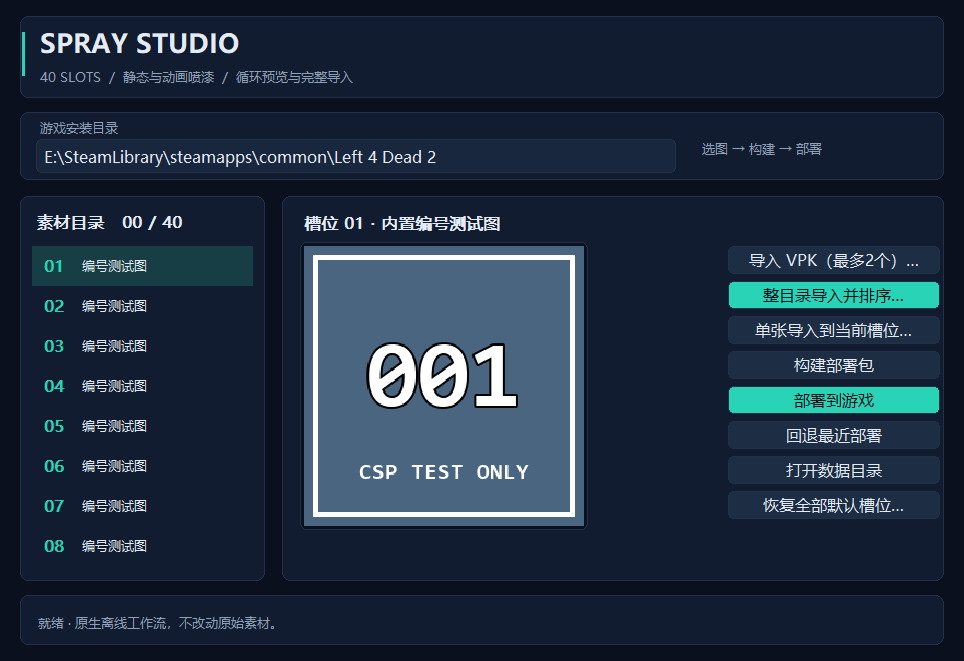 SPRAY STUDIO
40 SLOTS / 静态与动画喷漆 / 循环预览与完整导入
游戏安装目录
E:\SteamLibrary\steamapps\common\Left 4 Dead 2
选图 → 构建 → 部署
素材目录 00 / 40
01 编号测试图
02 编号测试图
03 编号测试图
04 编号测试图
05 编号测试图
06 编号测试图
07 编号测试图
08 编号测试图
槽位 01 · 内置编号测试图
001
CSP TEST ONLY
导入 VPK（最多2个）...
整目录导入并排序...
单张导入到当前槽位...
构建部署包
部署到游戏
回退最近部署
打开数据目录
恢复全部默认槽位...
就绪 · 原生离线工作流，不改动原始素材。